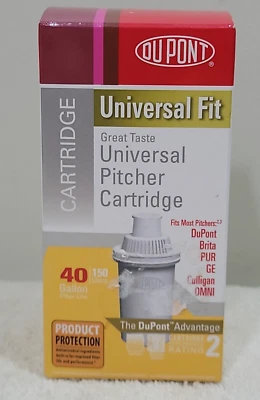 DUPONT
®
CARTRIDGE
Universal Fit
Great Taste
Universal
Pitcher
Cartridge
Fits Most Pitchers:
DuPont
Brita
PUR
GE
Culligan
OMNI
40
Gallon
150
The DuPont™ Advantage
2
PRODUCT
PROTECTION